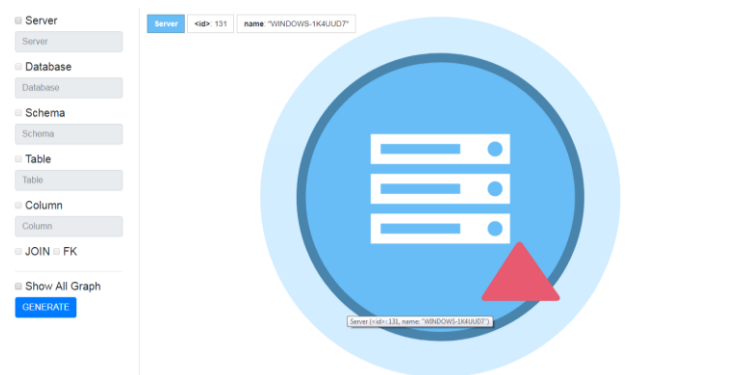 Server
Server
Database
Database
Schema
Schema
Table
Table
Column
Column
JOIN FK
Show All Graph
GENERATE
Server <id>: 131 name: "WINDOWS-1K4UUD7"
Server (<id>: 131, name: "WINDOWS-1K4UUD7")